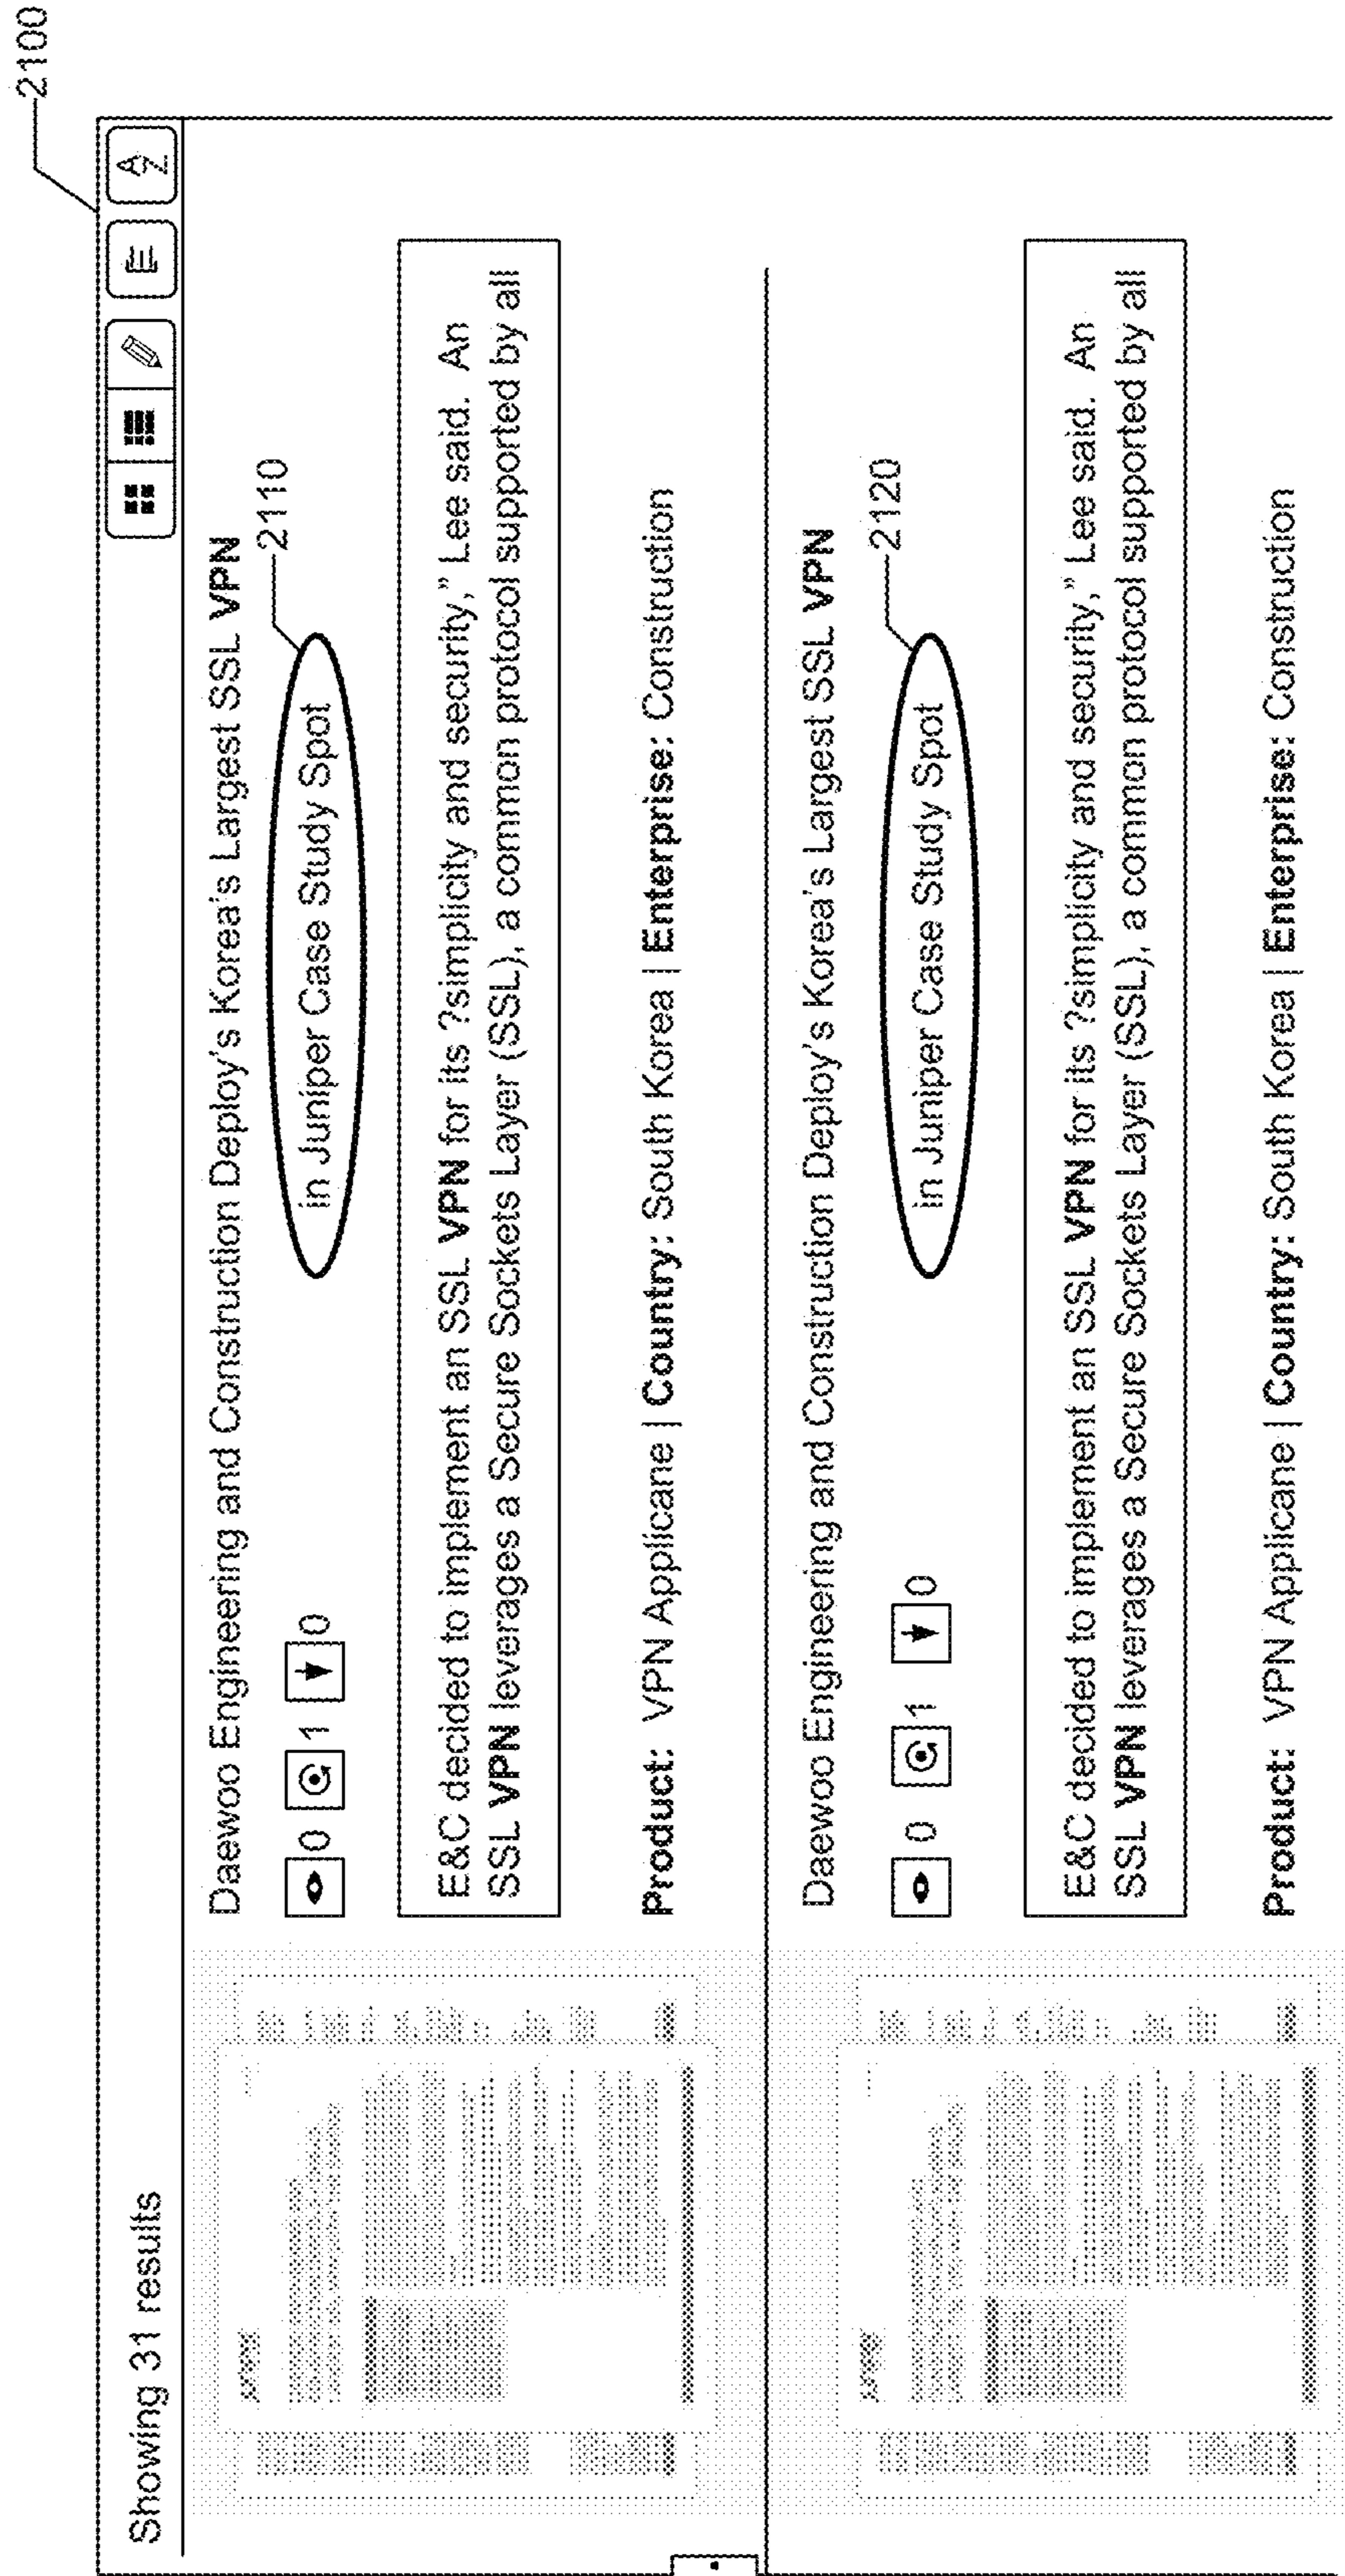 2100
Showing 31 results
A
Z
Daewoo Engineering and Construction Deploy's Korea's Largest SSL VPN
0 1 0
in Juniper Case Study Spot
2110
E&C decided to implement an SSL VPN for its ?simplicity and security,” Lee said. An
SSL VPN leverages a Secure Sockets Layer (SSL), a common protocol supported by all
Product: VPN Applicane | Country: South Korea | Enterprise: Construction
Daewoo Engineering and Construction Deploy's Korea's Largest SSL VPN
0 1 0
in Juniper Case Study Spot
2120
E&C decided to implement an SSL VPN for its ?simplicity and security,” Lee said. An
SSL VPN leverages a Secure Sockets Layer (SSL), a common protocol supported by all
Product: VPN Applicane | Country: South Korea | Enterprise: Construction